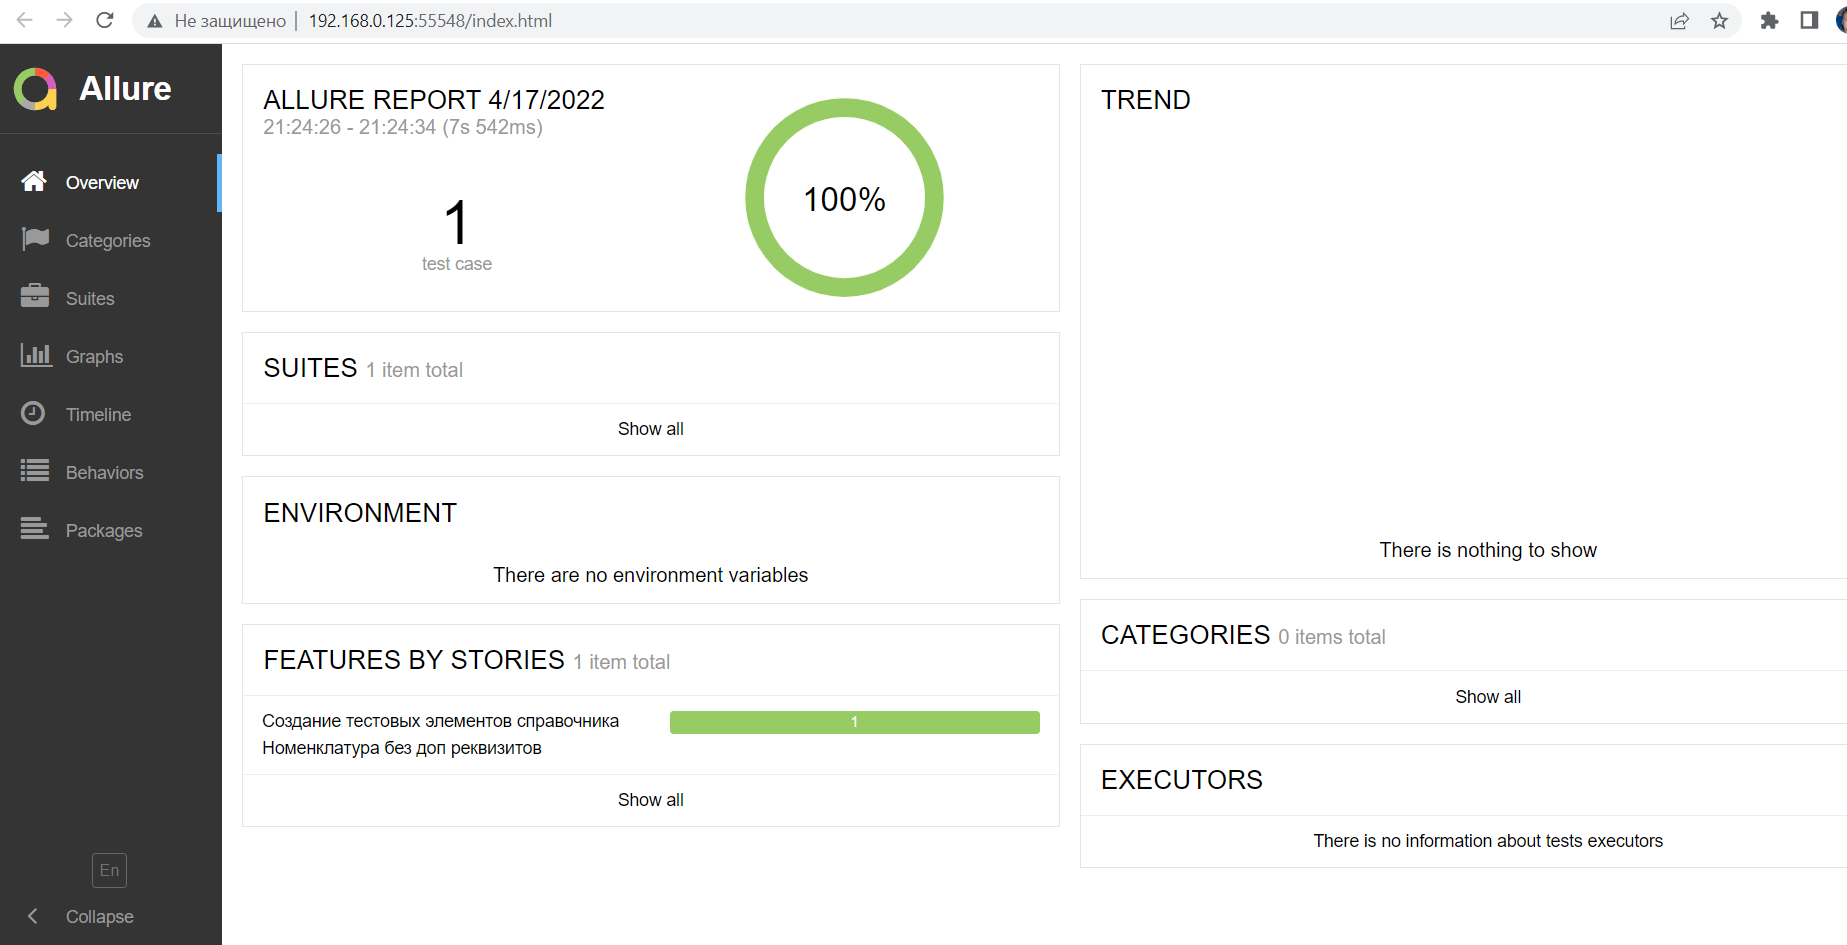 Не защищено | 192.168.0.125:55548/index.html
Allure
Overview
Categories
Suites
Graphs
Timeline
Behaviors
Packages
En
Collapse
ALLURE REPORT 4/17/2022
21:24:26 - 21:24:34 (7s 542ms)
1
test case
100%
SUITES 1 item total
Show all
ENVIRONMENT
There are no environment variables
FEATURES BY STORIES 1 item total
Создание тестовых элементов справочника
Номенклатура без доп реквизитов
1
Show all
TREND
There is nothing to show
CATEGORIES 0 items total
Show all
EXECUTORS
There is no information about tests executors